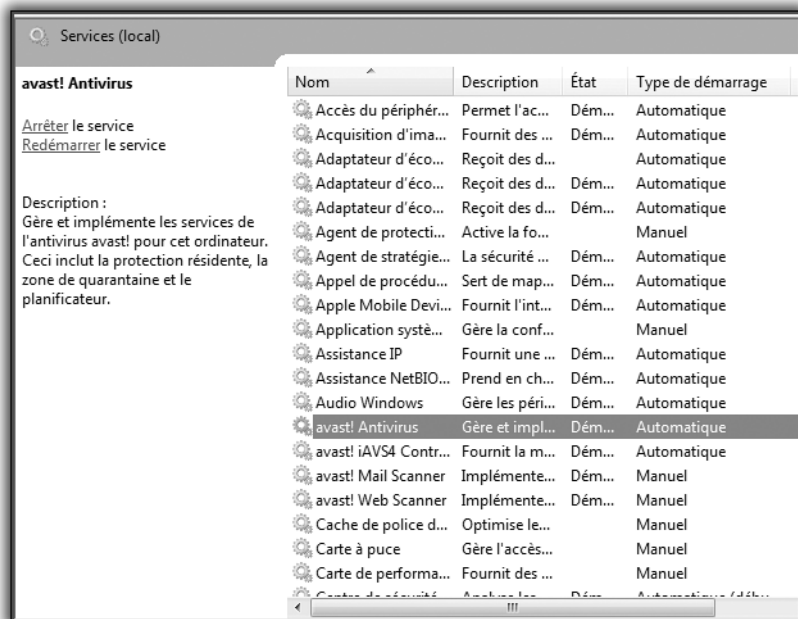 Services (local)
avast! Antivirus
Arrêter le service
Redémarrer le service
Description :
Gère et implémente les services de
l'antivirus avast! pour cet ordinateur.
Ceci inclut la protection résidente, la
zone de quarantaine et le
planificateur.
Nom Description État Type de démarrage
Accès du périphér... Permet l'ac... Dém... Automatique
Acquisition d'ima... Fournit des ... Dém... Automatique
Adaptateur d'éco... Reçoit des d... Automatique
Adaptateur d'éco... Reçoit des d... Dém... Automatique
Adaptateur d'éco... Reçoit des d... Dém... Automatique
Agent de protecti... Active la fo... Manuel
Agent de stratégie... La sécurité ... Dém... Automatique
Appel de procédu... Sert de map... Dém... Automatique
Apple Mobile Devi... Fournit l'int... Dém... Automatique
Application systè... Gère la conf... Manuel
Assistance IP Fournit une ... Dém... Automatique
Assistance NetBIO... Prend en ch... Dém... Automatique
Audio Windows Gère les péri... Dém... Automatique
avast! Antivirus Gère et impl... Dém... Automatique
avast! iAVS4 Contr... Fournit la m... Dém... Automatique
avast! Mail Scanner Implémente... Dém... Manuel
avast! Web Scanner Implémente... Dém... Manuel
Cache de police d... Optimise le... Manuel
Carte à puce Gère l'accès... Manuel
Carte de performa... Fournit des ... Manuel
Centre de sécurité Analyse les... Dém... Automatique (débu...